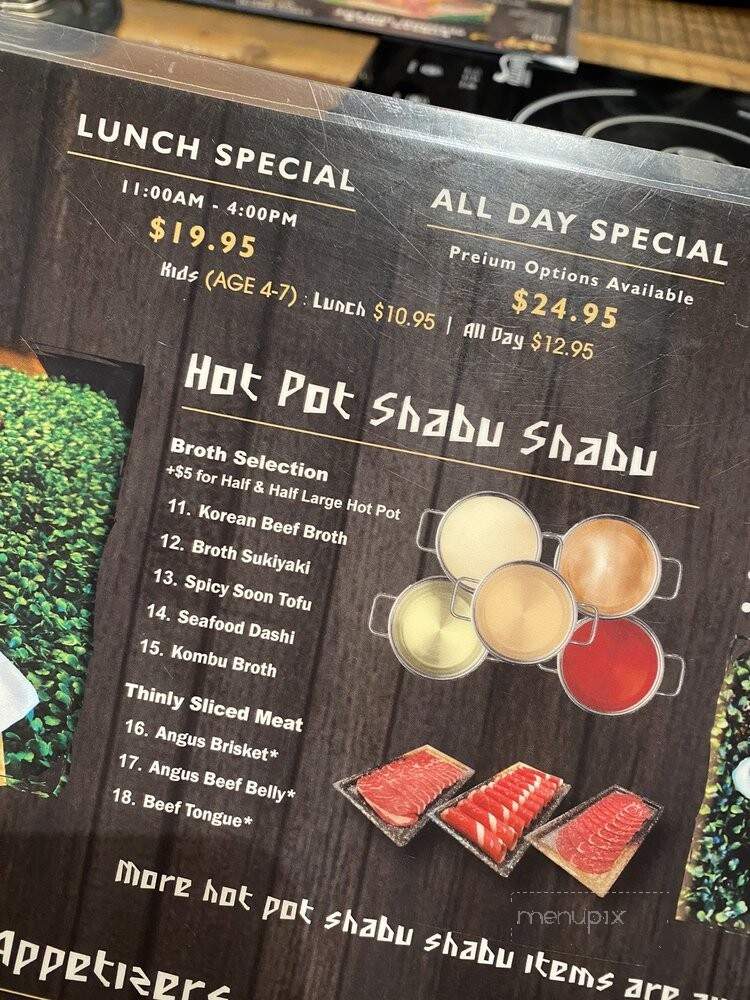 LUNCH SPECIAL
11:00AM - 4:00PM
$19.95
ALL DAY SPECIAL
Preium Options Available
$24.95
Kids (AGE 4-7) : Lunch $10.95 | All Day $12.95
Hot Pot Shabu Shabu
Broth Selection
+$5 for Half & Half Large Hot Pot
11. Korean Beef Broth
12. Broth Sukiyaki
13. Spicy Soon Tofu
14. Seafood Dashi
15. Kombu Broth
Thinly Sliced Meat
16. Angus Brisket*
17. Angus Beef Belly*
18. Beef Tongue*
More hot pot shabu shabu items are
menupix
Appetizers